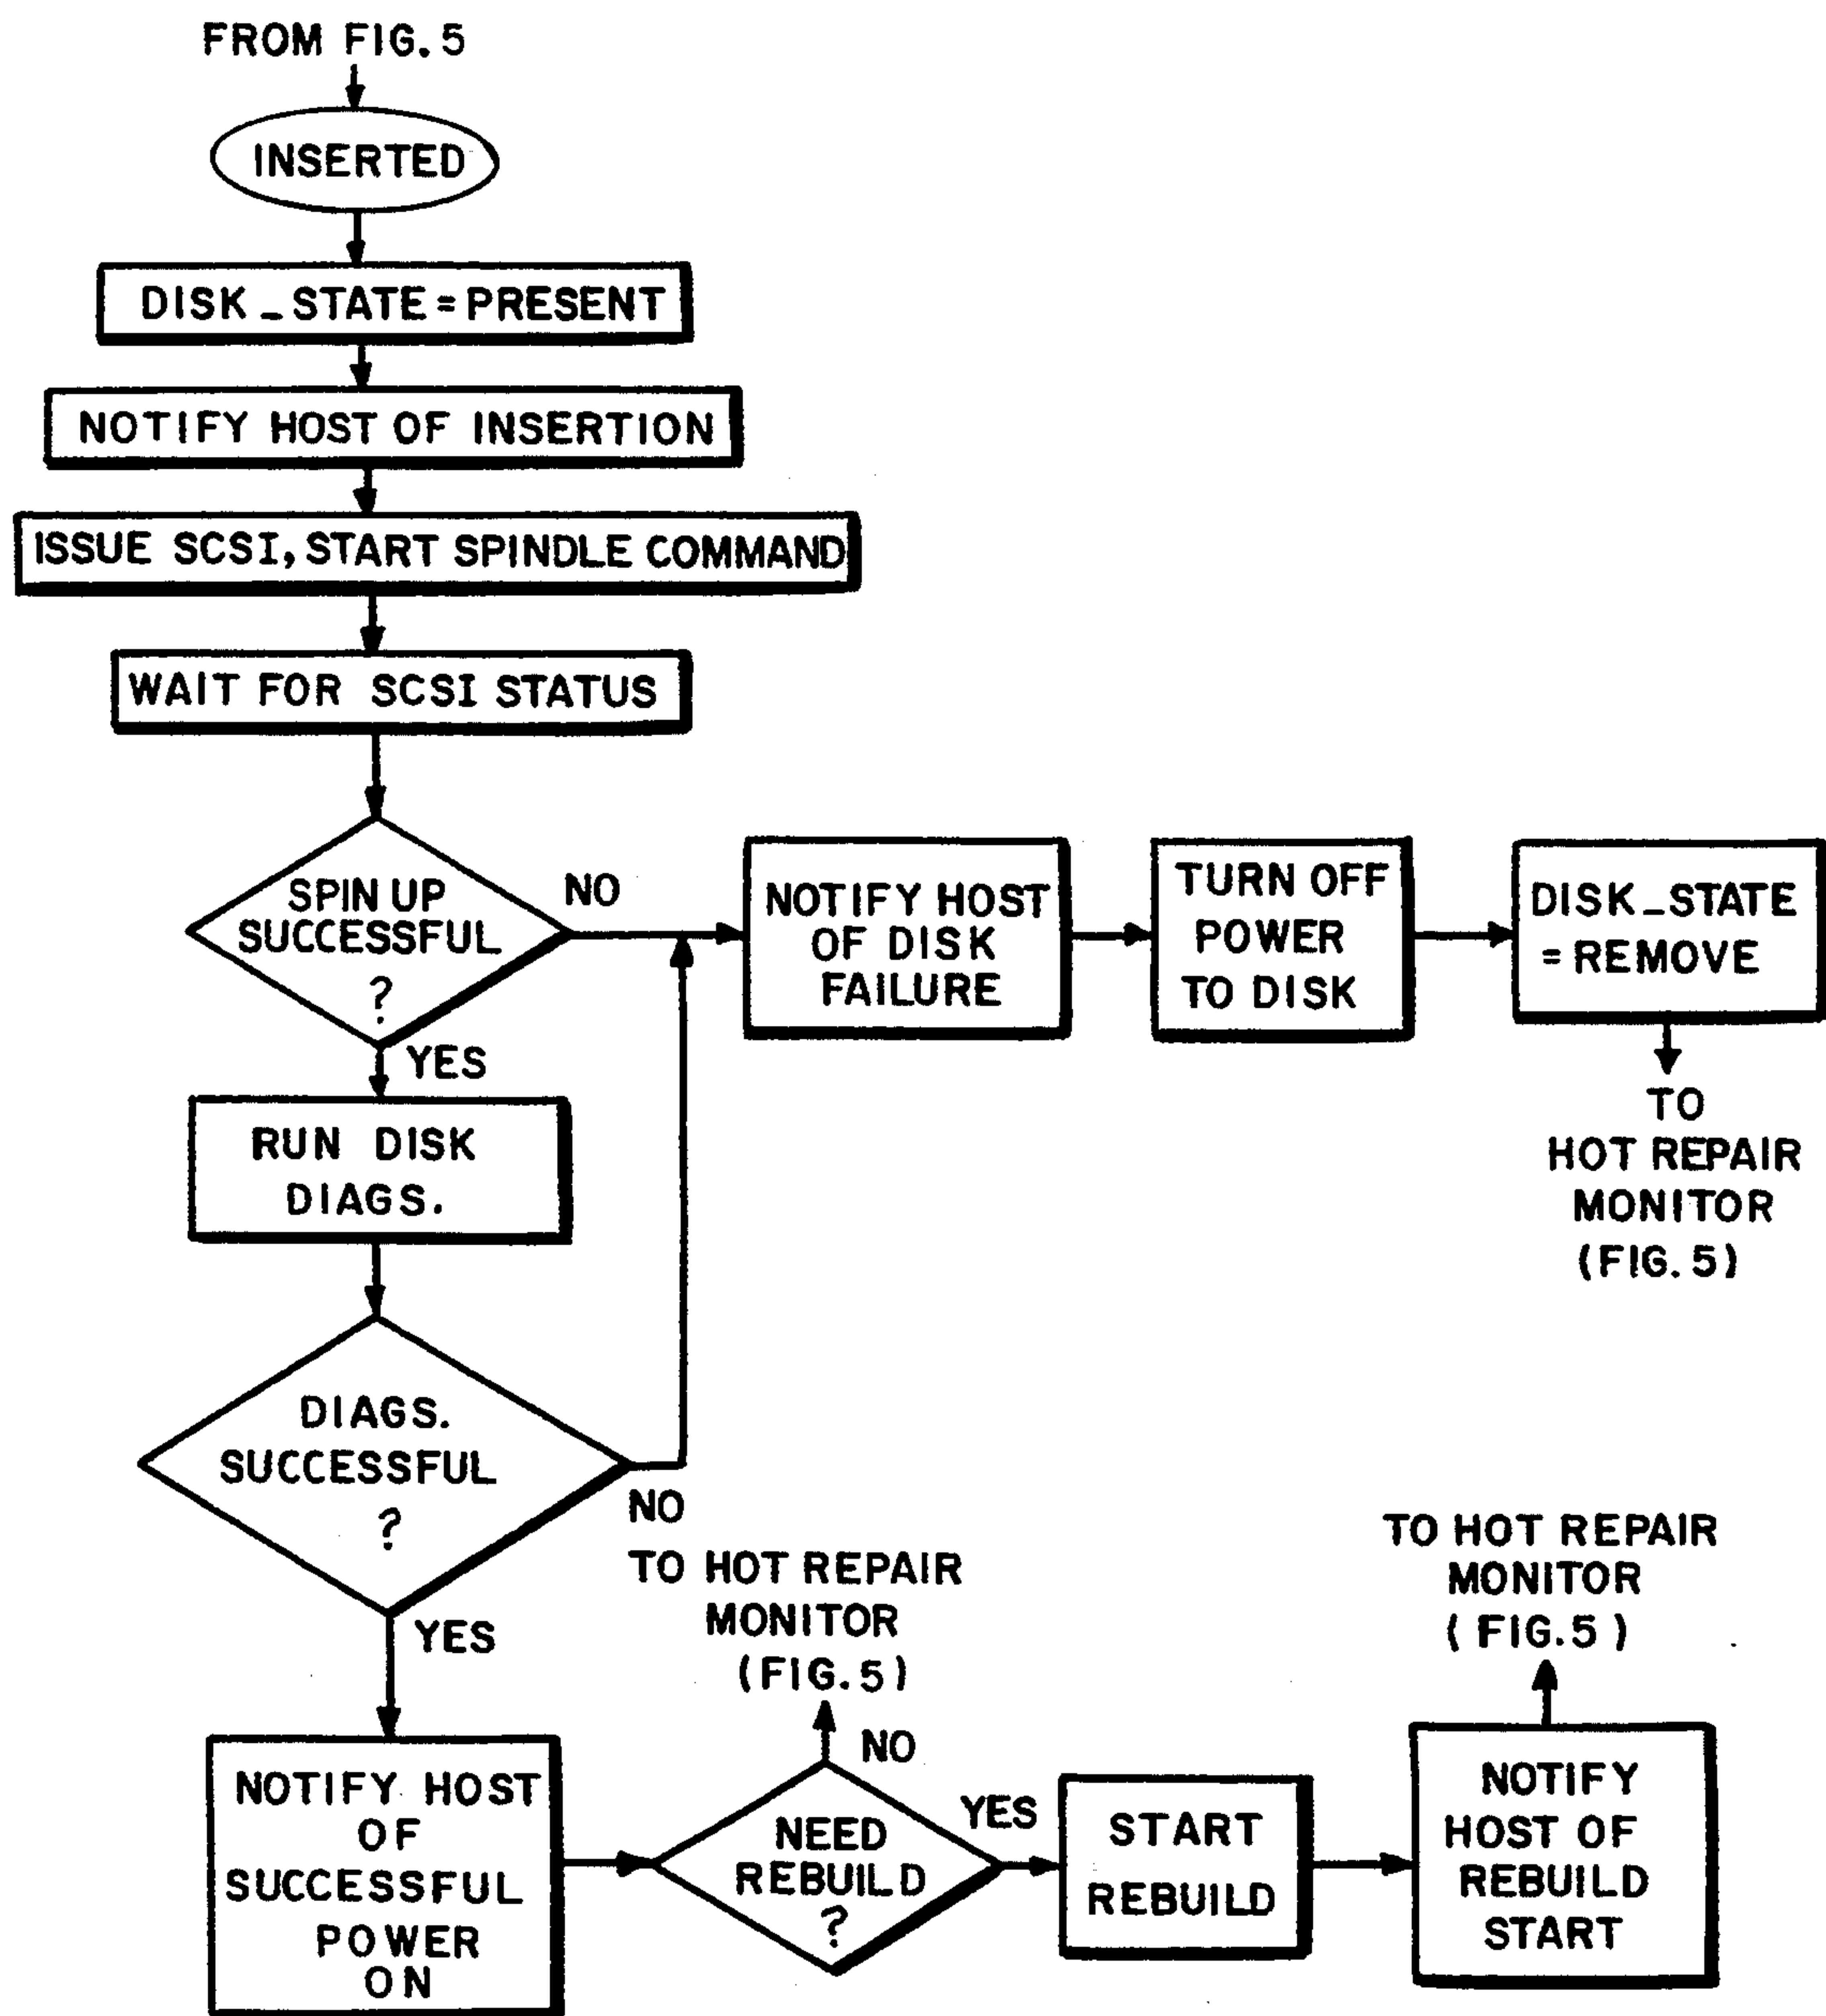 FROM FIG. 5
INSERTED
DISK_STATE = PRESENT
NOTIFY HOST OF INSERTION
ISSUE SCSI, START SPINDLE COMMAND
WAIT FOR SCSI STATUS
SPIN UP
SUCCESSFUL
?
NO
YES
NOTIFY HOST
OF DISK
FAILURE
TURN OFF
POWER
TO DISK
DISK_STATE
= REMOVE
TO
HOT REPAIR
MONITOR
(FIG. 5)
RUN DISK
DIAGS.
DIAGS.
SUCCESSFUL
?
NO
YES
NOTIFY HOST
OF
SUCCESSFUL
POWER
ON
TO HOT REPAIR
MONITOR
(FIG. 5)
NO
NEED
REBUILD
?
YES
START
REBUILD
NOTIFY
HOST OF
REBUILD
START
TO HOT REPAIR
MONITOR
( FIG. 5 )